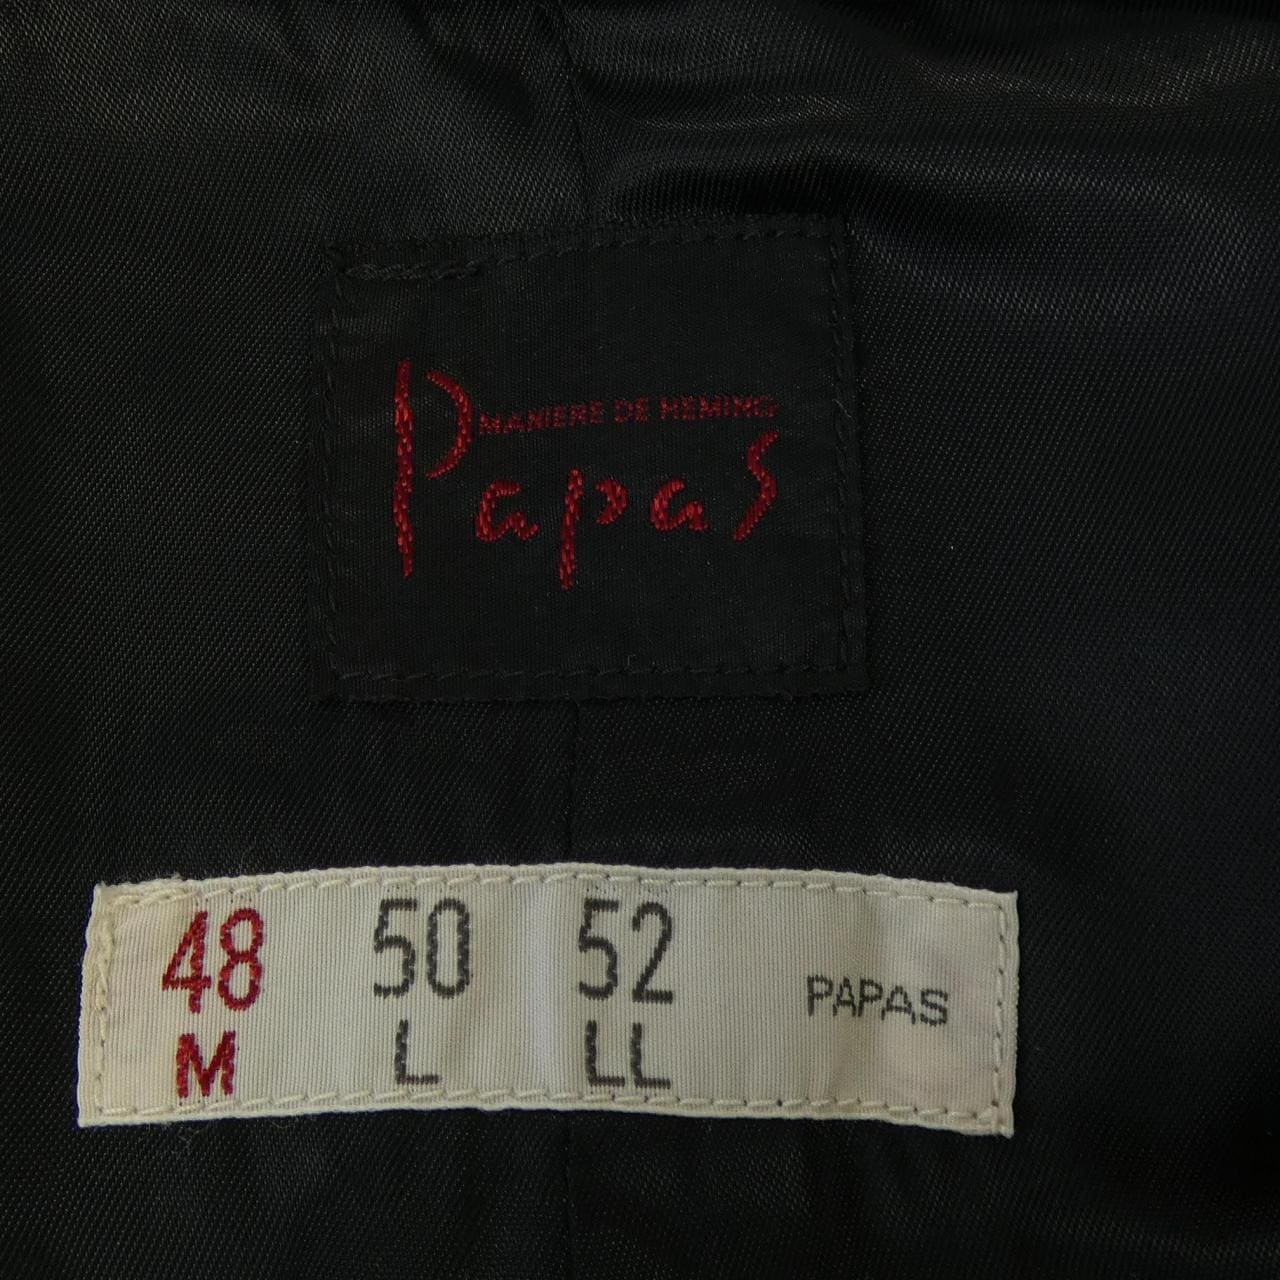 MANIERE DE HEMING
Papas
48 50 52 PAPAS
M L LL